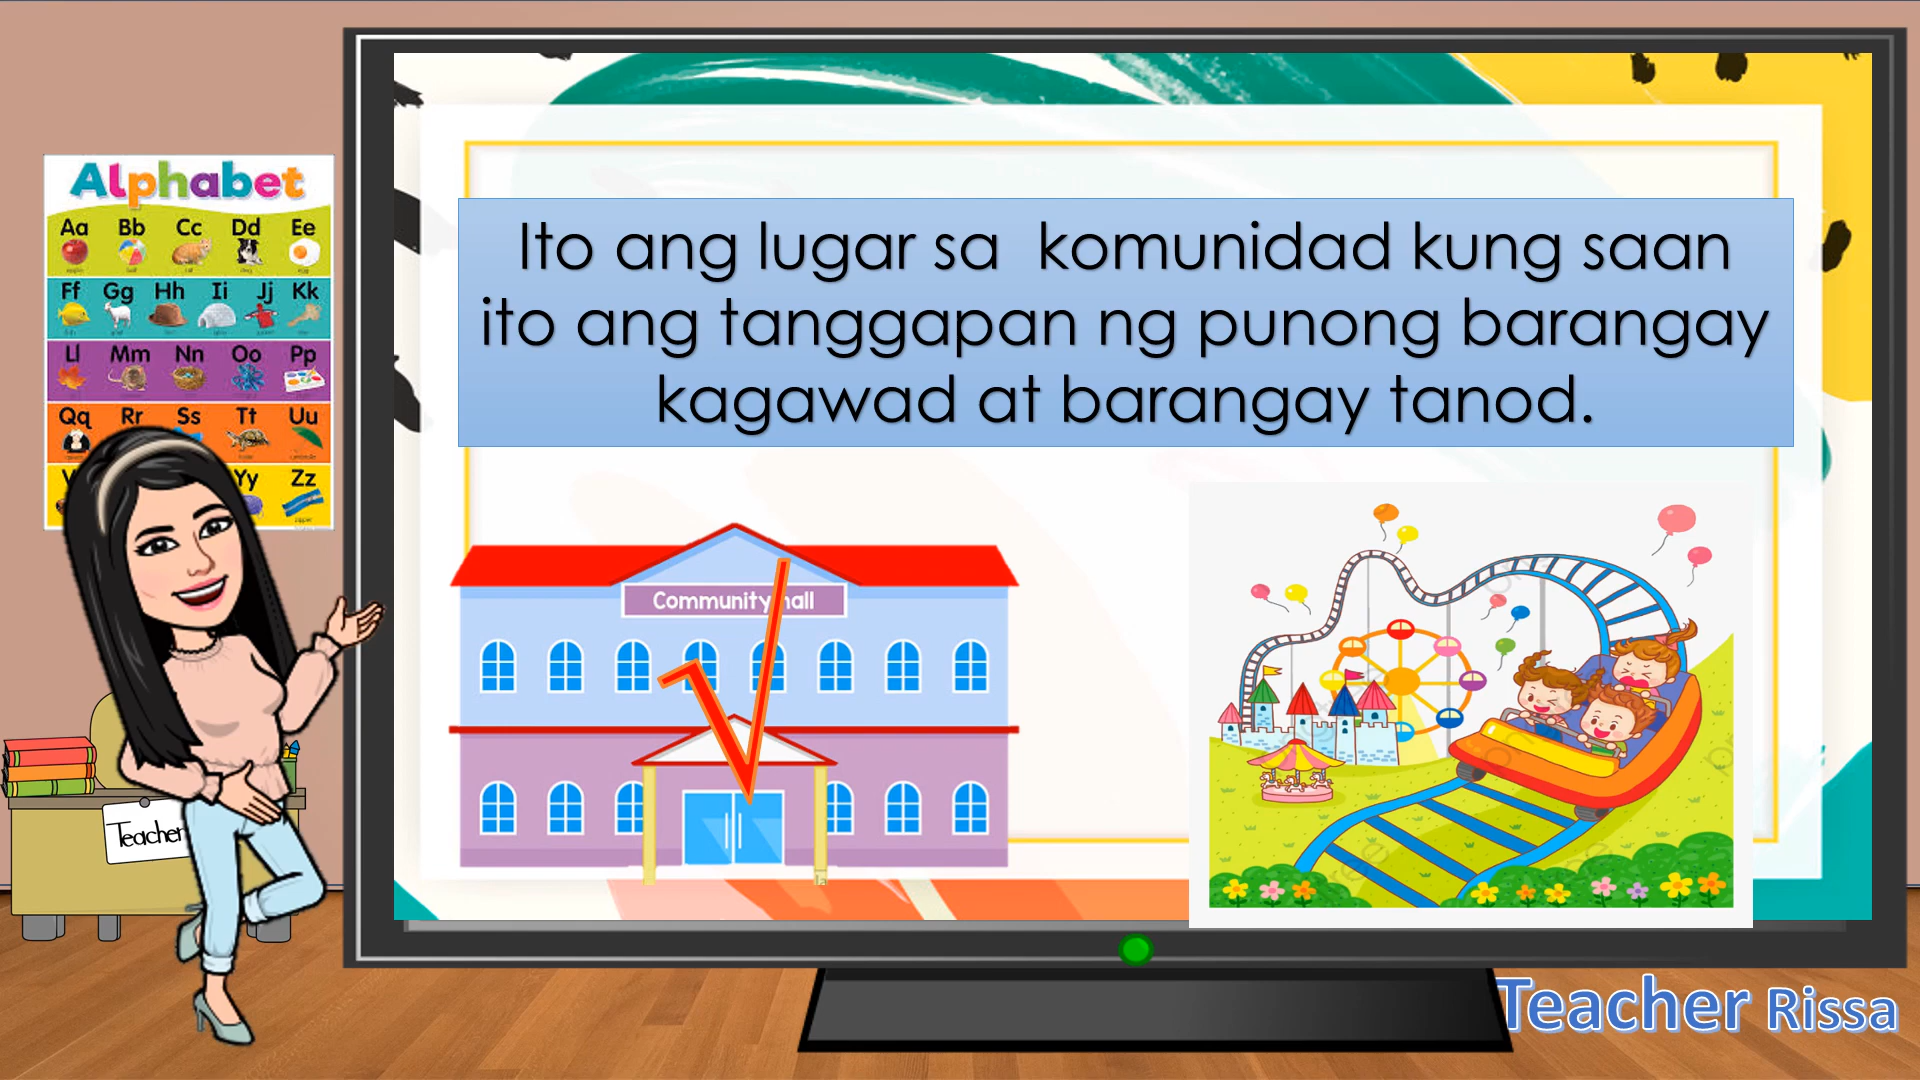 Alphabet
Aa Bb Cc Dd Ee
Ff Gg Hh Ii Jj Kk
Ll Mm Nn Oo Pp
Qq Rr Ss Tt Uu
Yy Zz
Ito ang lugar sa komunidad kung saan
ito ang tanggapan ng punong barangay
kagawad at barangay tanod.
Community hall
Teacher
Teacher Rissa